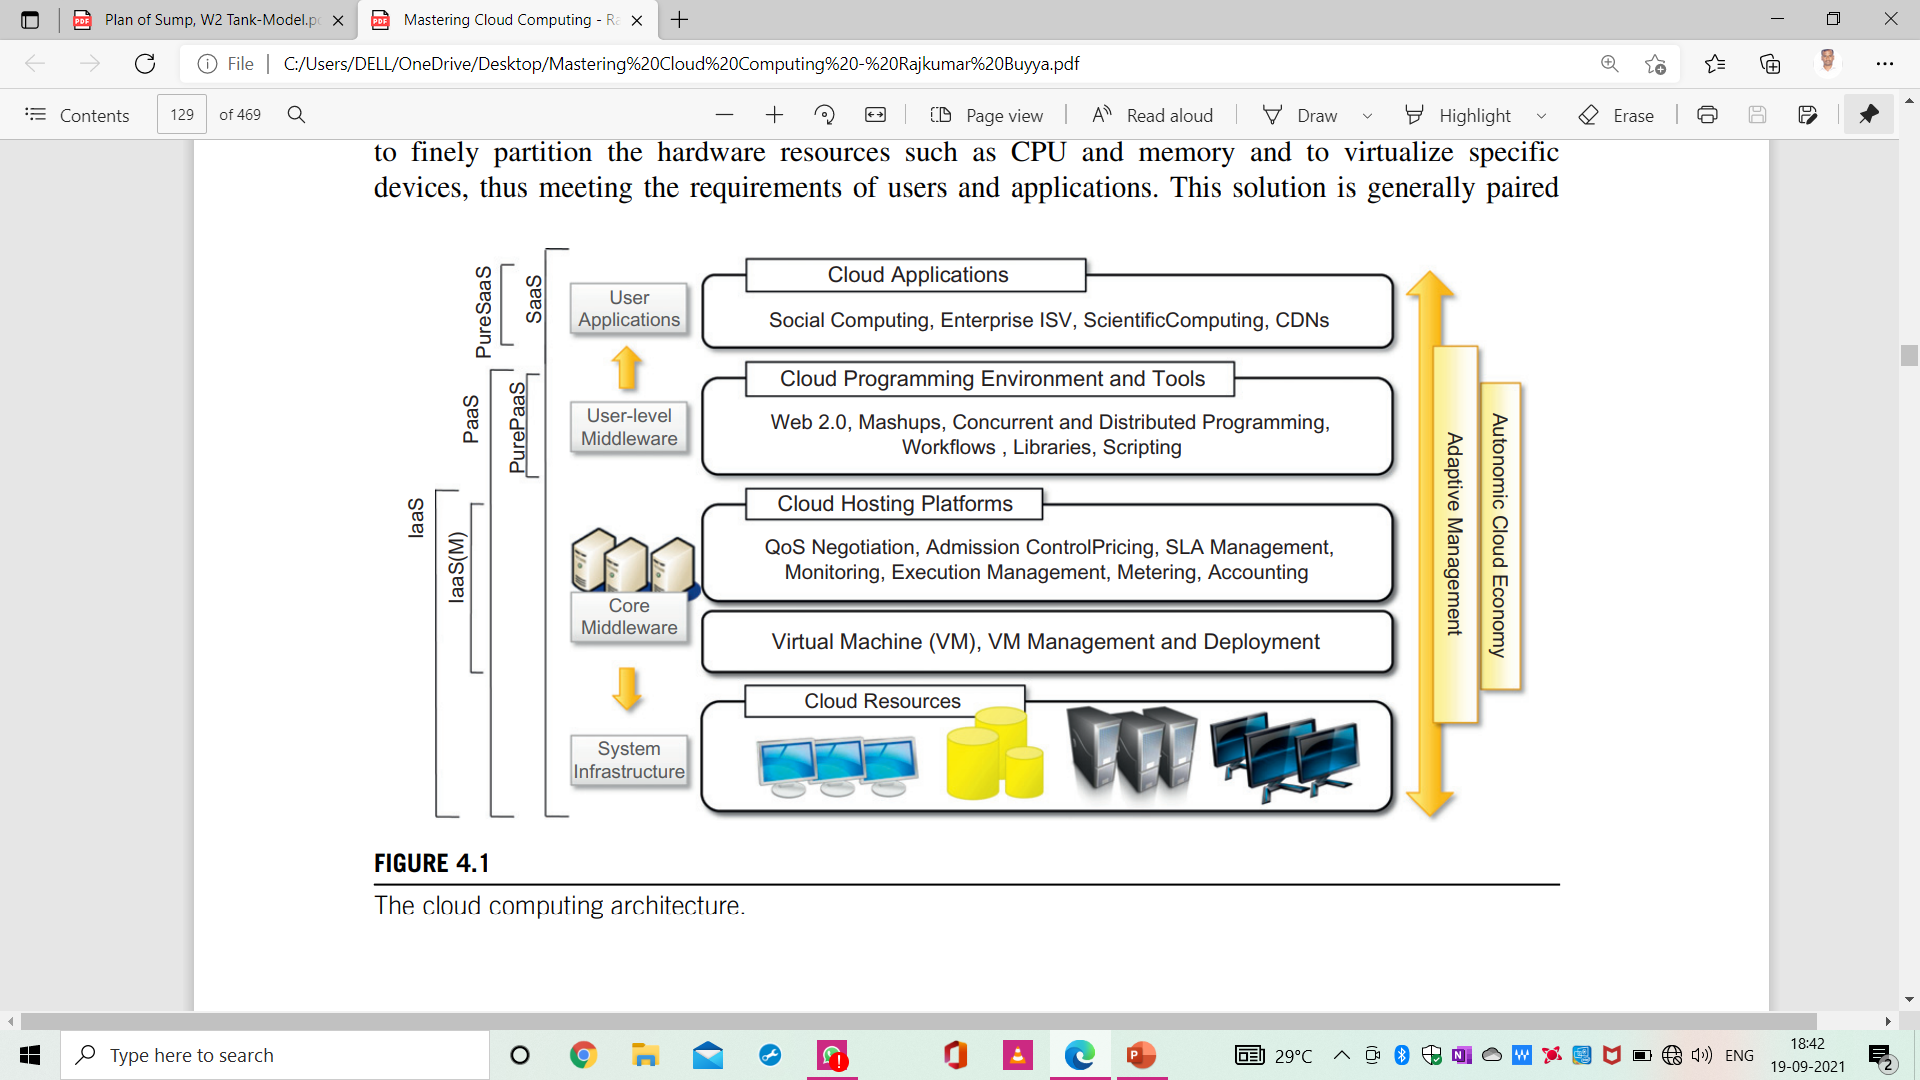 Plan of Sump, W2 Tank-Model.p
Mastering Cloud Computing - Ra
File
C:/Users/DELL/OneDrive/Desktop/Mastering%20Cloud%20Computing%20-%20Rajkumar%20Buyya.pdf
Contents
129
of 469
Page view
Read aloud
Draw
Highlight
Erase
to finely partition the hardware resources such as CPU and memory and to virtualize specific
devices, thus meeting the requirements of users and applications. This solution is generally paired
PureSaaS
SaaS
User
Applications
Cloud Applications
Social Computing, Enterprise ISV, ScientificComputing, CDNs
PaaS
PurePaaS
User-level
Middleware
Cloud Programming Environment and Tools
Web 2.0, Mashups, Concurrent and Distributed Programming,
Workflows , Libraries, Scripting
IaaS
IaaS(M)
Core
Middleware
Cloud Hosting Platforms
QoS Negotiation, Admission ControlPricing, SLA Management,
Monitoring, Execution Management, Metering, Accounting
Virtual Machine (VM), VM Management and Deployment
System
Infrastructure
Cloud Resources
Adaptive Management
Autonomic Cloud Economy
FIGURE 4.1
The cloud computing architecture.
Type here to search
29°C
ENG
18:42
19-09-2021
2